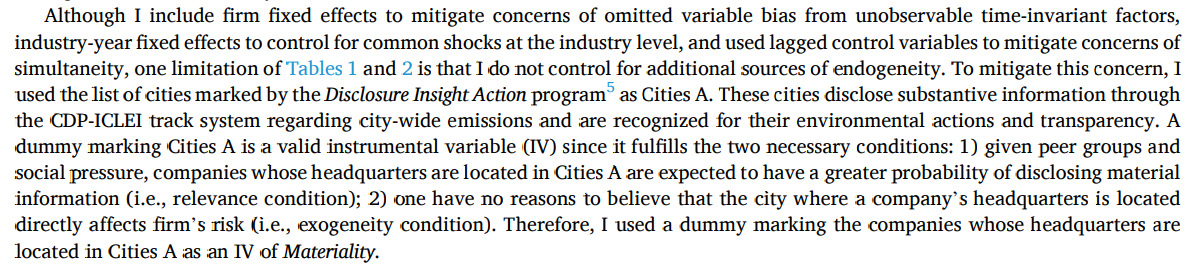 Although I include firm fixed effects to mitigate concerns of omitted variable bias from unobservable time-invariant factors,
industry-year fixed effects to control for common shocks at the industry level, and used lagged control variables to mitigate concerns of
simultaneity, one limitation of Tables 1 and 2 is that I do not control for additional sources of endogeneity. To mitigate this concern, I
used the list of cities marked by the Disclosure Insight Action program5 as Cities A. These cities disclose substantive information through
the CDP-ICLEI track system regarding city-wide emissions and are recognized for their environmental actions and transparency. A
dummy marking Cities A is a valid instrumental variable (IV) since it fulfills the two necessary conditions: 1) given peer groups and
social pressure, companies whose headquarters are located in Cities A are expected to have a greater probability of disclosing material
information (i.e., relevance condition); 2) one have no reasons to believe that the city where a company's headquarters is located
directly affects firm's risk (i.e., exogeneity condition). Therefore, I used a dummy marking the companies whose headquarters are
located in Cities A as an IV of Materiality.